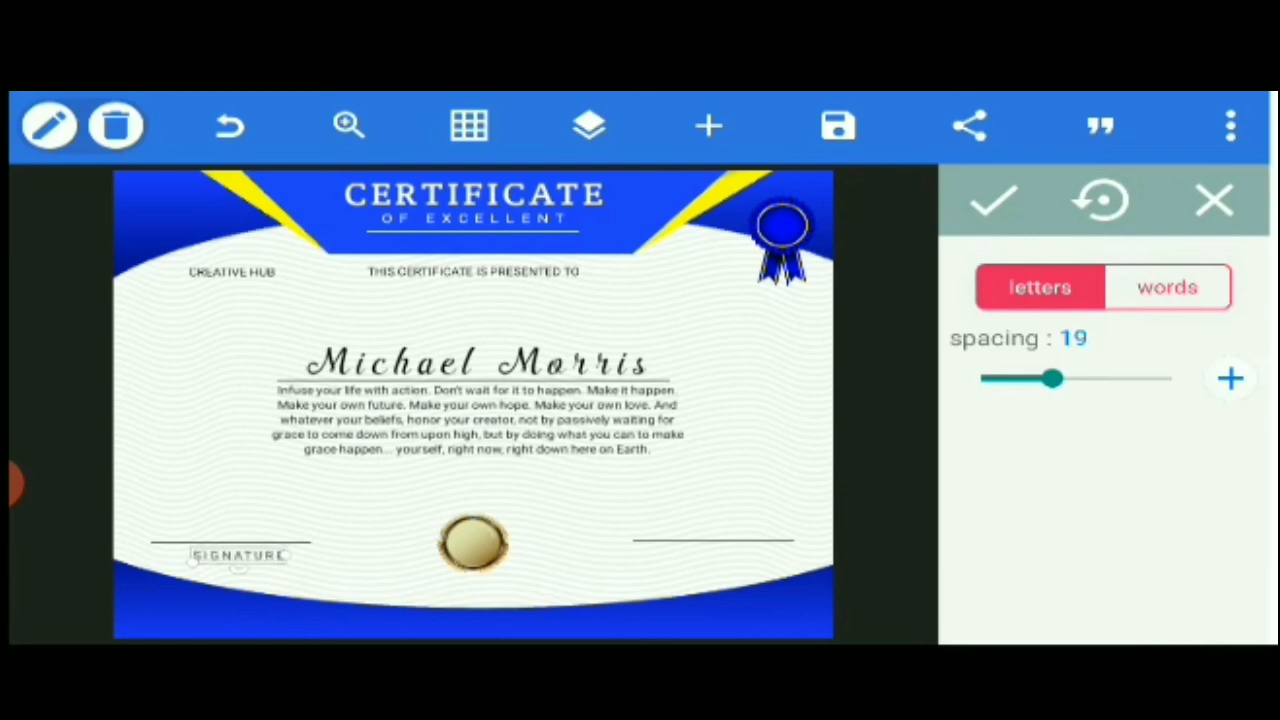 CERTIFICATE
OF EXCELLENT
CREATIVE HUB
THIS CERTIFICATE IS PRESENTED TO
Michael Morris
Infuse your life with action. Don't wait for it to happen. Make it happen.
Make your own future. Make your own hope. Make your own love. And
whatever your beliefs, honor your creator, not by passively waiting for
grace to come down from upon high, but by doing what you can to make
grace happen... yourself, right now, right down here on Earth.
SIGNATURE
letters
words
spacing : 19